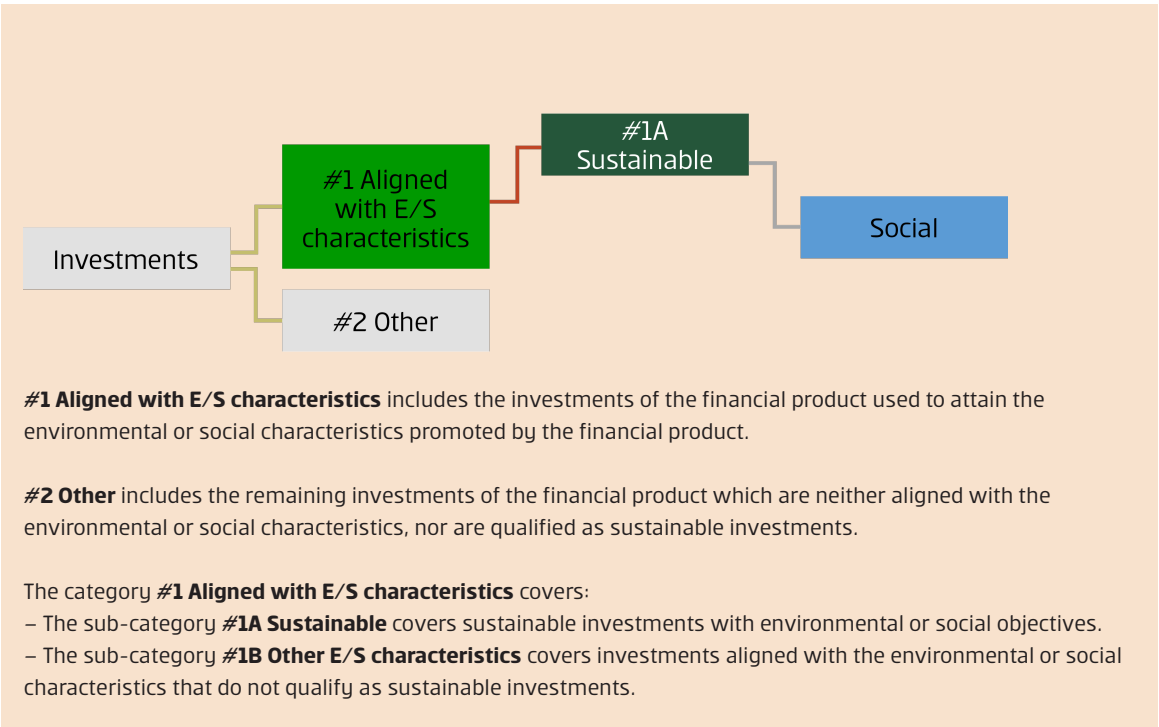 #1A
Sustainable
#1 Aligned
with E/S
characteristics
Social
Investments
#2 Other
#1 Aligned with E/S characteristics includes the investments of the financial product used to attain the
environmental or social characteristics promoted by the financial product.
#2 Other includes the remaining investments of the financial product which are neither aligned with the
environmental or social characteristics, nor are qualified as sustainable investments.
The category #1 Aligned with E/S characteristics covers:
– The sub-category #1A Sustainable covers sustainable investments with environmental or social objectives.
– The sub-category #1B Other E/S characteristics covers investments aligned with the environmental or social
characteristics that do not qualify as sustainable investments.